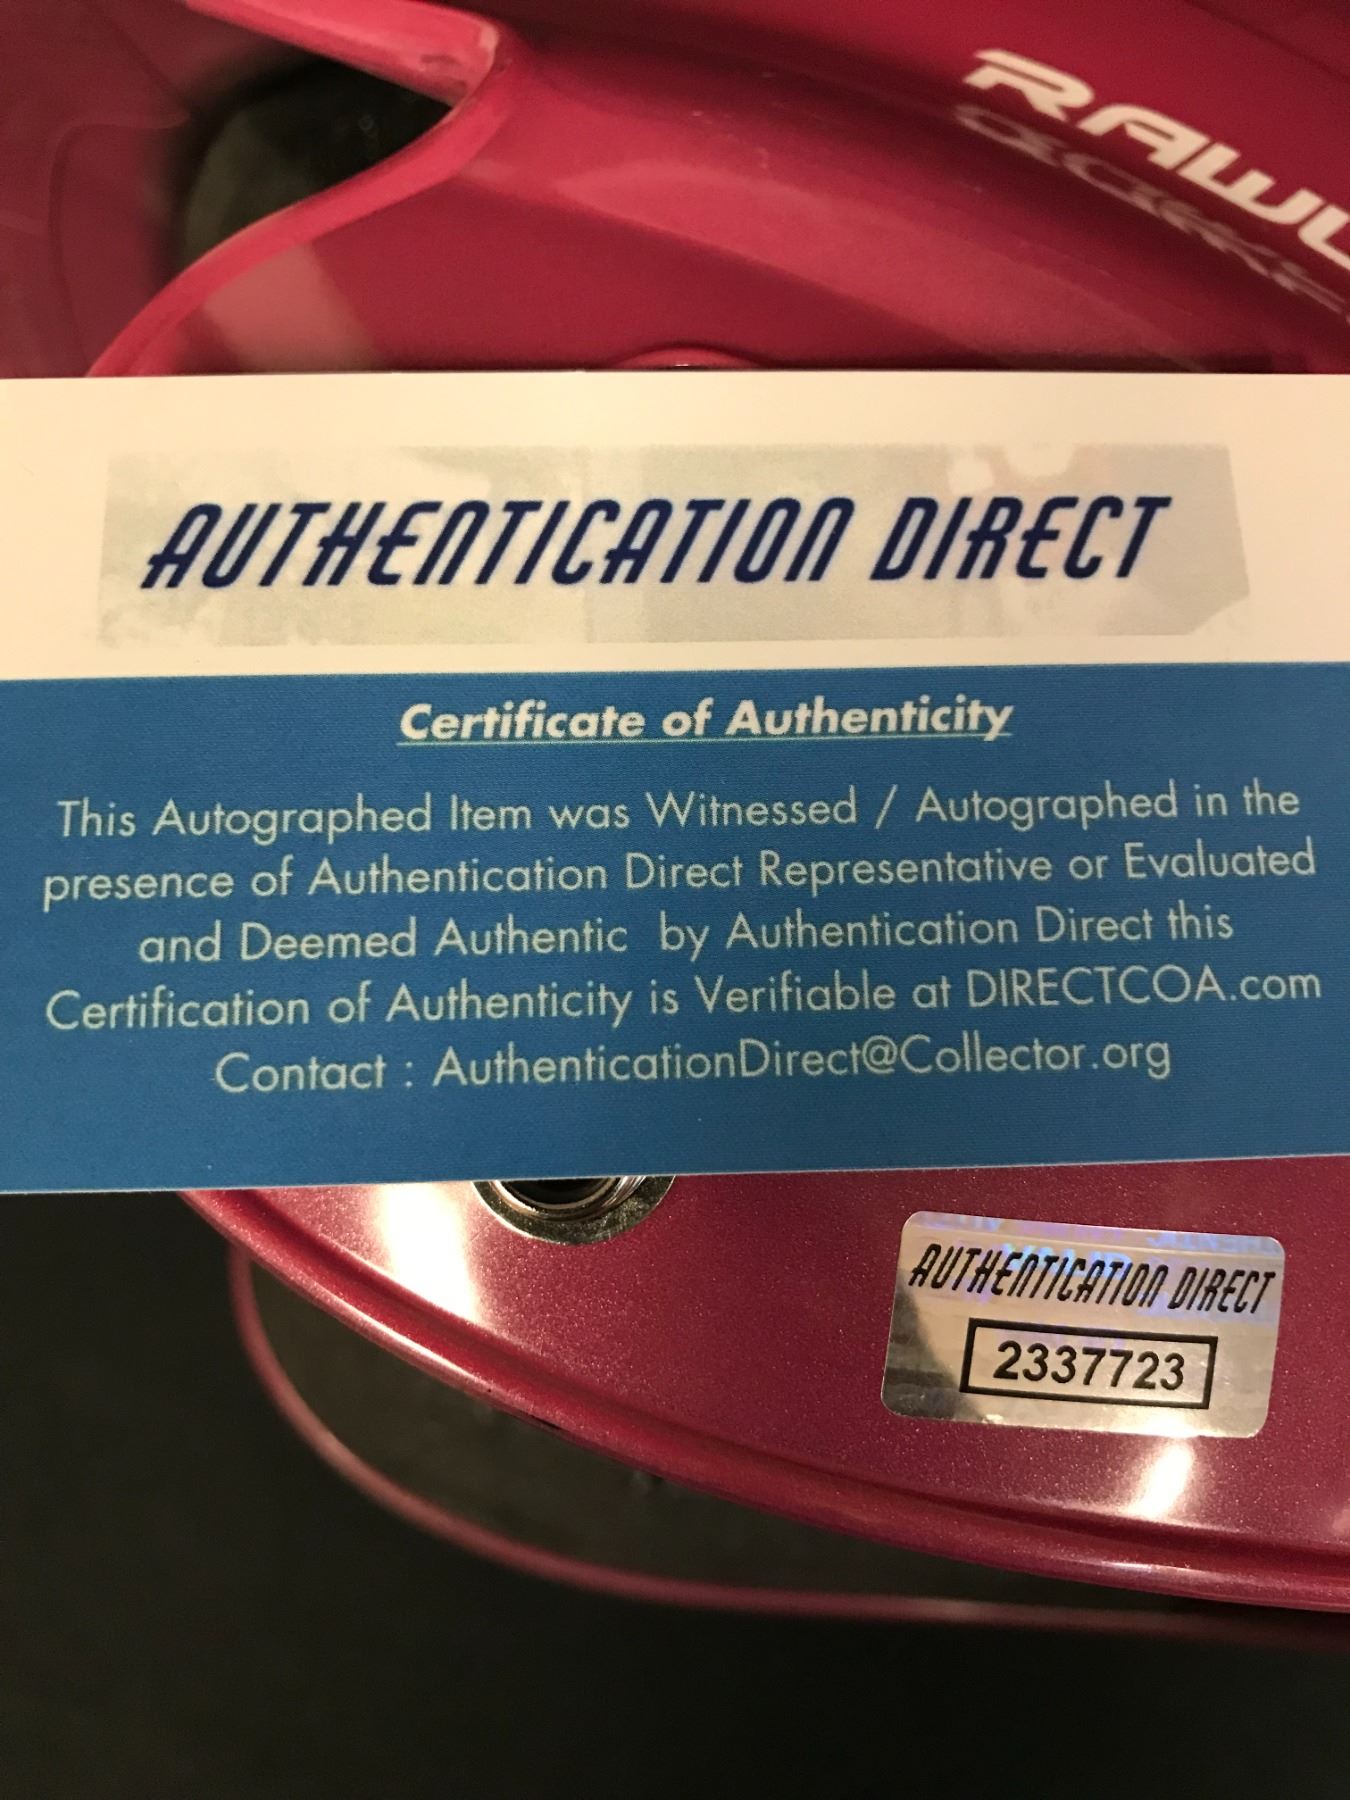 RAWL
AUTHENTICATION DIRECT
Certificate of Authenticity
This Autographed Item was Witnessed / Autographed in the
presence of Authentication Direct Representative or Evaluated
and Deemed Authentic by Authentication Direct this
Certification of Authenticity is Verifiable at DIRECTCOA.com
Contact : AuthenticationDirect@Collector.org
AUTHENTICATION DIRECT
2337723